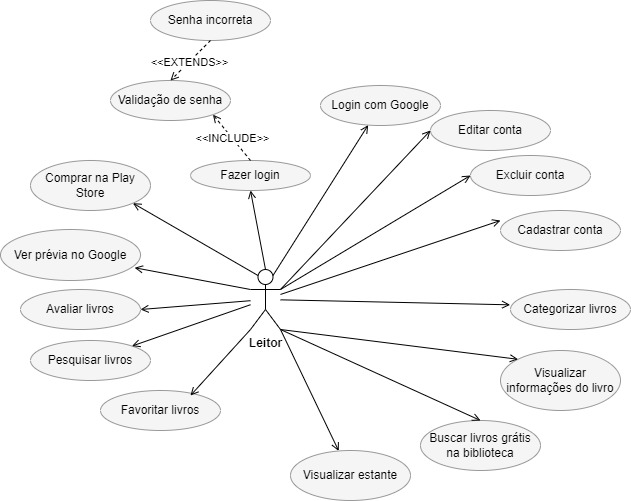 Senha incorreta
<<EXTENDS>>
Validação de senha
Login com Google
Editar conta
<<INCLUDE>>
Fazer login
Excluir conta
Comprar na Play
Store
Cadastrar conta
Ver prévia no Google
Avaliar livros
Categorizar livros
Leitor
Pesquisar livros
Visualizar
informações do livro
Favoritar livros
Buscar livros grátis
na biblioteca
Visualizar estante